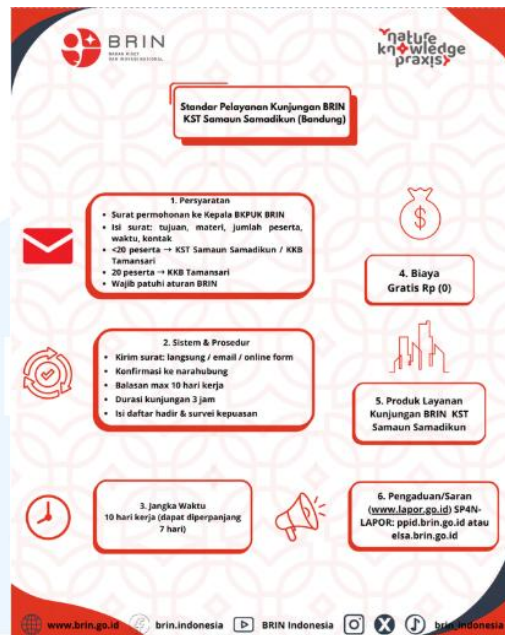 BRIN
BADAN RISET
DAN INOVASI NASIONAL
nature
knowledge
praxis
Standar Pelayanan Kunjungan BRIN
KST Samaun Samadikun (Bandung)
1. Persyaratan
• Surat permohonan ke Kepala BKPUK BRIN
• Isi surat: tujuan, materi, jumlah peserta,
waktu, kontak
• <20 peserta → KST Samaun Samadikun / KKB
Tamansari
• 20 peserta → KKB Tamansari
• Wajib patuhi aturan BRIN
$
4. Biaya
Gratis Rp (0)
2. Sistem & Prosedur
• Kirim surat: langsung / email / online form
• Konfirmasi ke narahubung
• Balasan max 10 hari kerja
• Durasi kunjungan 3 jam
• Isi daftar hadir & survei kepuasan
5. Produk Layanan
Kunjungan BRIN KST
Samaun Samadikun
3. Jangka Waktu
10 hari kerja (dapat diperpanjang
7 hari)
6. Pengaduan/Saran
(www.lapor.go.id) SP4N-
LAPOR: ppid.brin.go.id atau
elsa.brin.go.id
www.brin.go.id
brin.indonesia
BRIN Indonesia
brin_indonesia